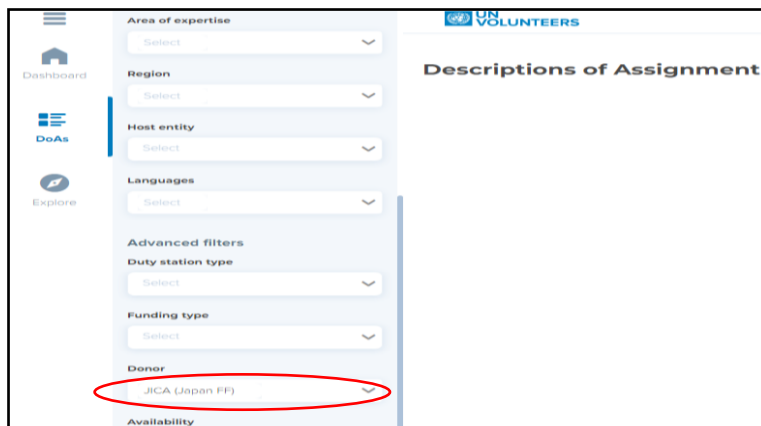 Dashboard
DoAs
Explore
Area of expertise
Select
Region
Select
Host entity
Select
Languages
Select
Advanced filters
Duty station type
Select
Funding type
Select
Donor
JICA (Japan FF)
Availability
UN
VOLUNTEERS
Descriptions of Assignment